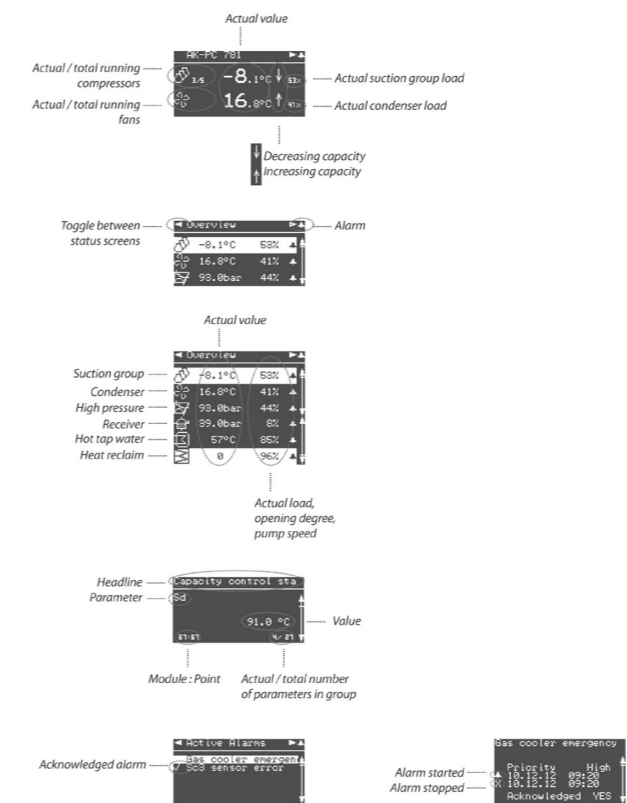 Actual value
AK-PC 781
Actual / total running
compressors
3/5
-8.1°C
53%
Actual suction group load
Actual / total running
fans
16.8°C
41%
Actual condenser load
Decreasing capacity
Increasing capacity
Toggle between
status screens
Overview
Alarm
-8.1°C 53%
16.8°C 41%
93.0bar 44%
Actual value
Overview
Suction group
-8.1°C 53%
Condenser
16.8°C 41%
High pressure
93.0bar 44%
Receiver
39.0bar 8%
Hot tap water
57°C 85%
Heat reclaim
0 96%
Actual load,
opening degree,
pump speed
Headline
Capacity control sta
Parameter
Sd
91.0 °C
Value
Module : Point
Actual / total number
of parameters in group
Active Alarms
Gas cooler emergen
Acknowledged alarm
Sc3 sensor error
Gas cooler emergency
Priority High
Alarm started
10.12.12 09:20
Alarm stopped
10.12.12 09:20
Acknowledged YES